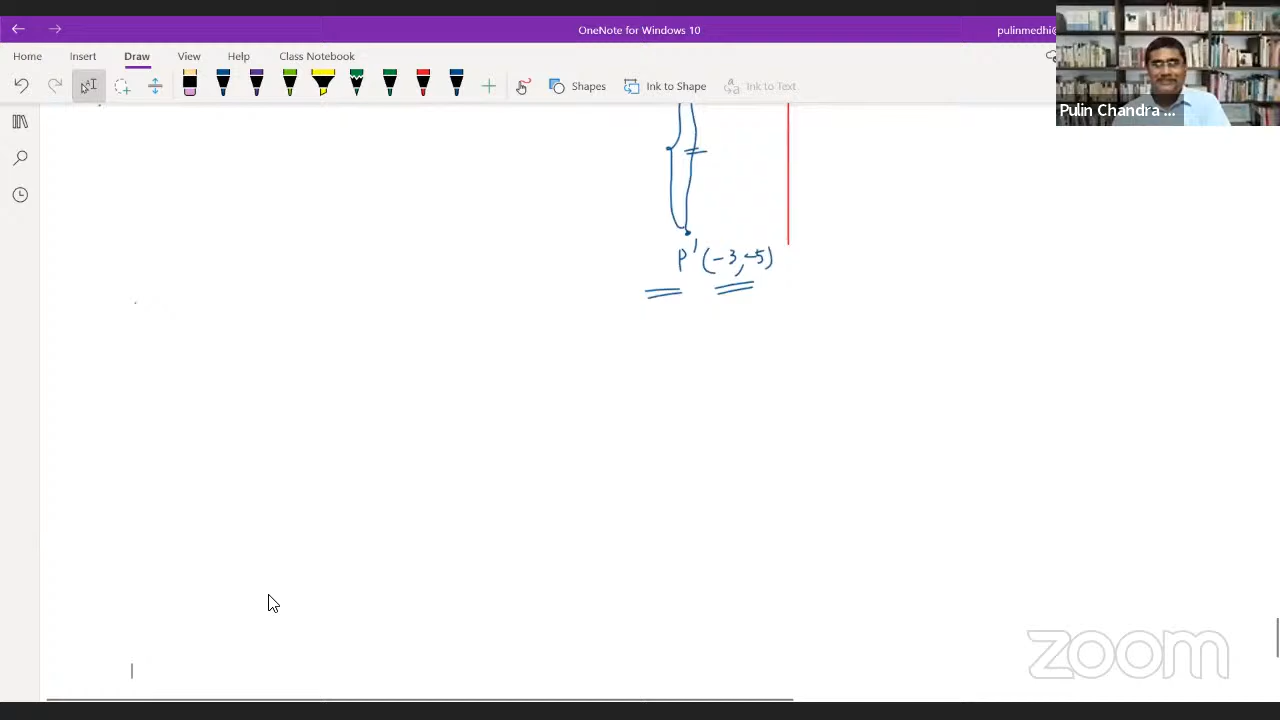 OneNote for Windows 10
pulinmedhi@
Home Insert Draw View Help Class Notebook
Shapes Ink to Shape Ink to Text
Pulin Chandra ...
P'(-3,-5)
zoom